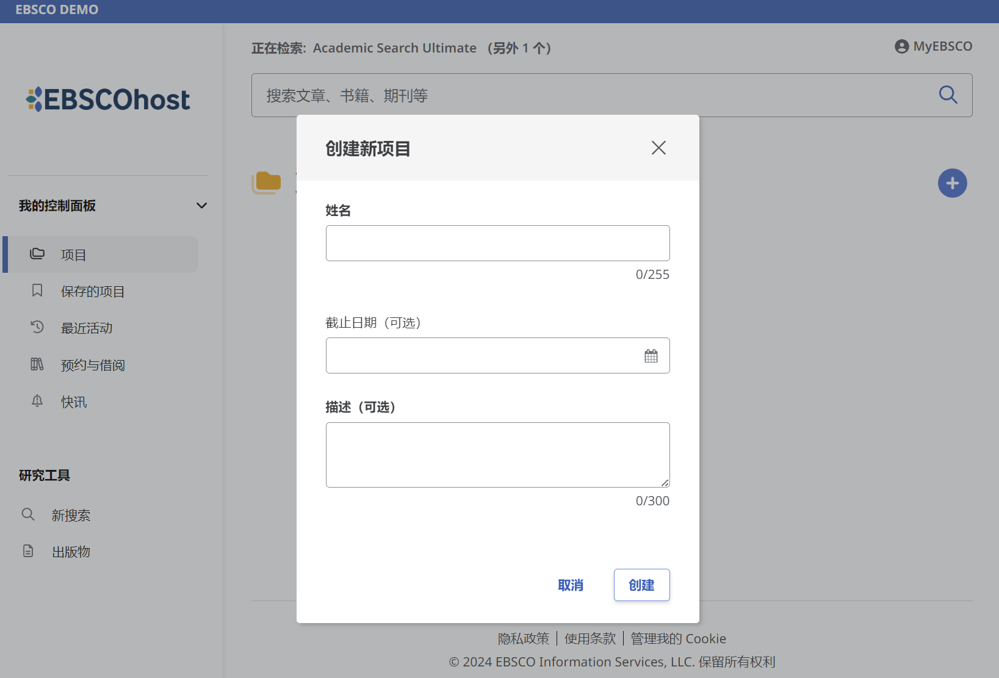 EBSCO DEMO
正在检索: Academic Search Ultimate （另外 1 个）
MyEBSCO
EBSCOhost
搜索文章、书籍、期刊等
创建新项目
我的控制面板
项目
保存的项目
最近活动
预约与借阅
快讯
研究工具
新搜索
出版物
姓名
0/255
截止日期（可选）
描述（可选）
0/300
取消
创建
隐私政策
使用条款
管理我的 Cookie
© 2024 EBSCO Information Services, LLC. 保留所有权利